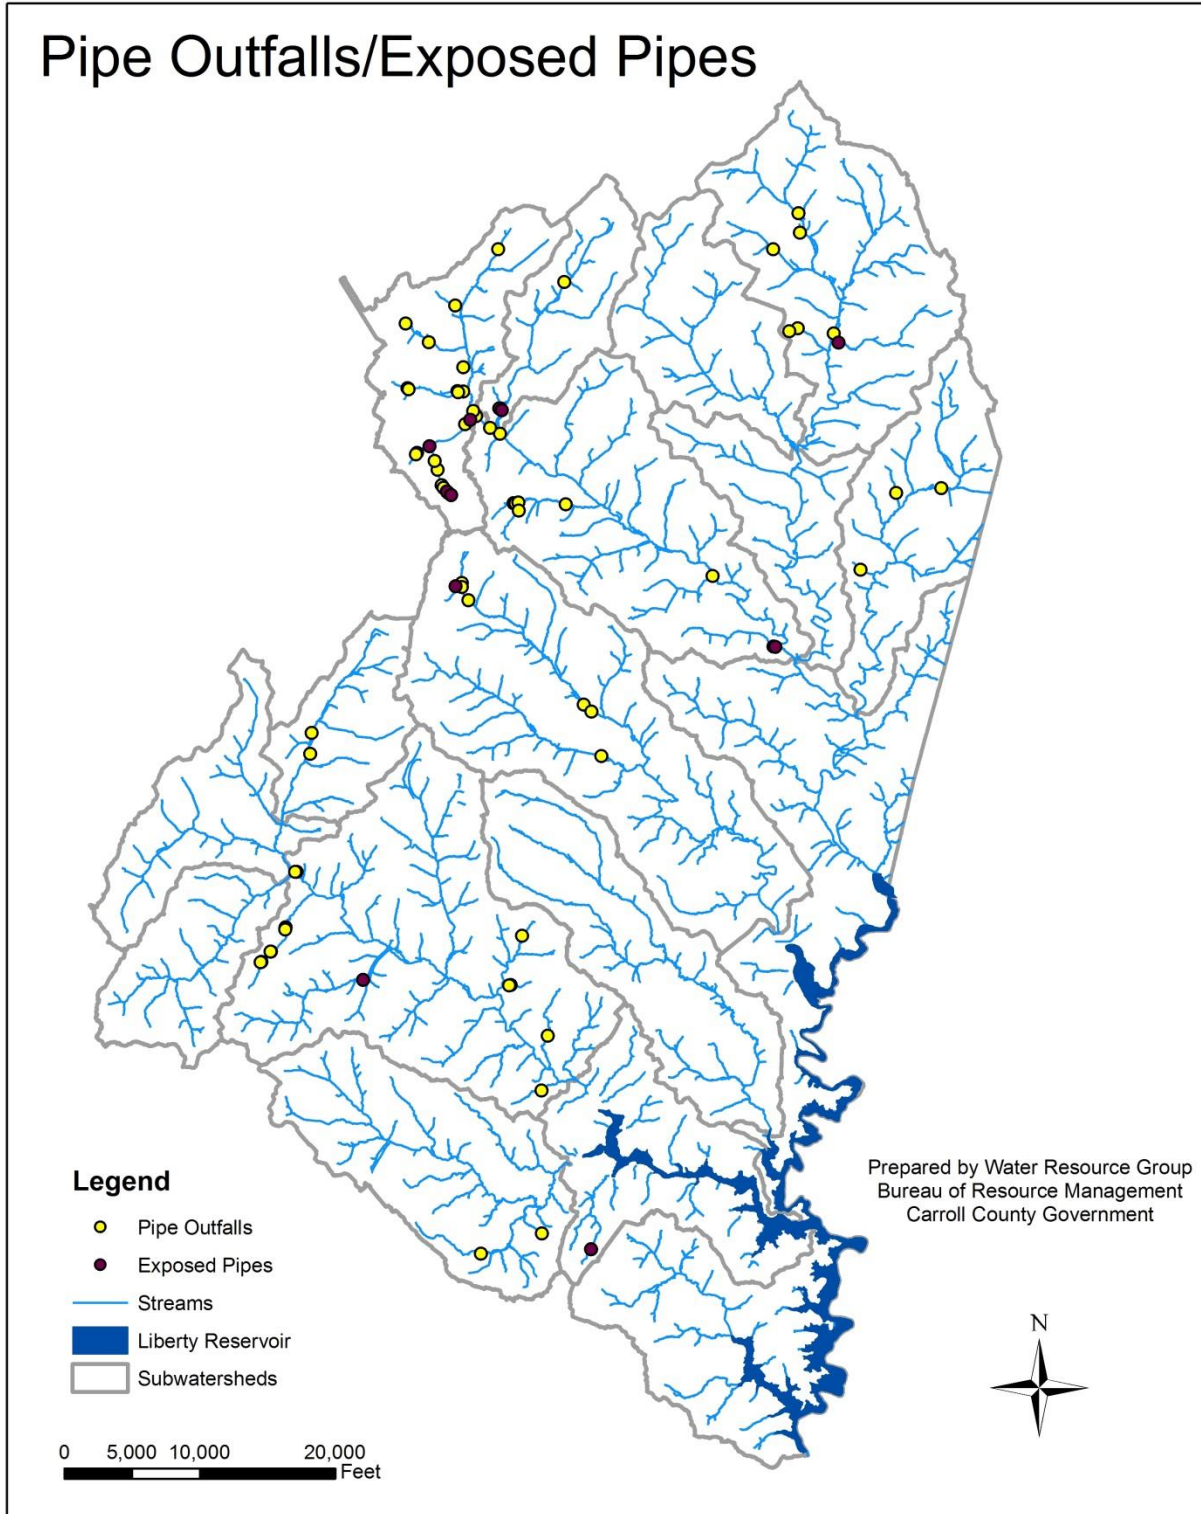 Pipe Outfalls/Exposed Pipes
Prepared by Water Resource Group
Bureau of Resource Management
Carroll County Government
Legend
Pipe Outfalls
Exposed Pipes
Streams
Liberty Reservoir
Subwatersheds
N
0 5,000 10,000 20,000
Feet